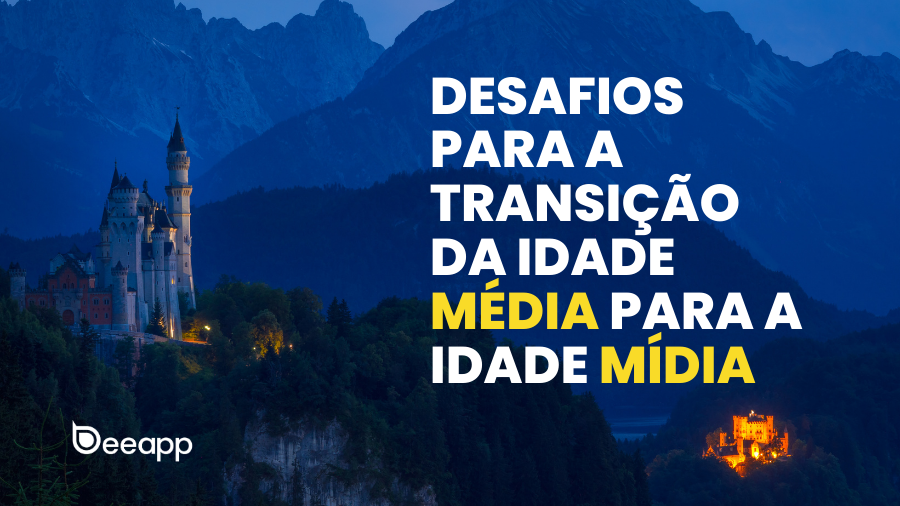 DESAFIOS
PARA A
TRANSIÇÃO
DA IDADE
MÉDIA PARA A
IDADE MÍDIA
Beeapp